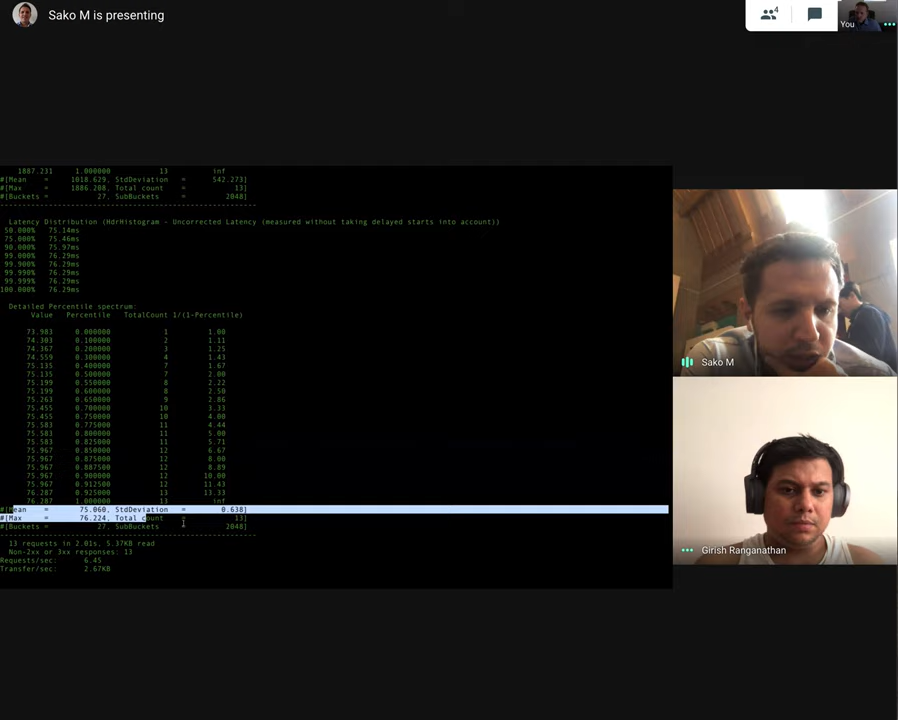 Sako M is presenting
4
You
1887.231 1.000000 13 inf
#[Mean = 1018.629, StdDeviation = 542.273]
#[Max = 1886.208, Total count = 13]
#[Buckets = 27, SubBuckets = 2048]
----------------------------------------------------------
Latency Distribution (HdrHistogram - Uncorrected Latency (measured without taking delayed starts into account)
50.000% 75.14ms
75.000% 75.46ms
90.000% 75.97ms
99.000% 76.29ms
99.900% 76.29ms
99.990% 76.29ms
99.999% 76.29ms
100.000% 76.29ms
Detailed Percentile spectrum:
Value Percentile TotalCount 1/(1-Percentile)
73.983 0.000000 1 1.00
74.303 0.100000 2 1.11
74.367 0.200000 3 1.25
74.559 0.300000 4 1.43
75.135 0.400000 7 1.67
75.135 0.500000 7 2.00
75.199 0.550000 8 2.22
75.199 0.600000 8 2.50
75.263 0.650000 9 2.86
75.455 0.700000 10 3.33
75.455 0.750000 10 4.00
75.583 0.775000 11 4.44
75.583 0.800000 11 5.00
75.583 0.825000 11 5.71
75.967 0.850000 12 6.67
75.967 0.875000 12 8.00
75.967 0.887500 12 8.89
75.967 0.900000 12 10.00
75.967 0.912500 12 11.43
76.287 0.925000 13 13.33
76.287 1.000000 13 inf
#[Mean = 75.060, StdDeviation = 0.638]
#[Max = 76.224, Total count = 13]
#[Buckets = 27, SubBuckets = 2048]
----------------------------------------------------------
13 requests in 2.01s, 5.37KB read
Non-2xx or 3xx responses: 13
Requests/sec: 6.45
Transfer/sec: 2.67KB
Sako M
Girish Ranganathan